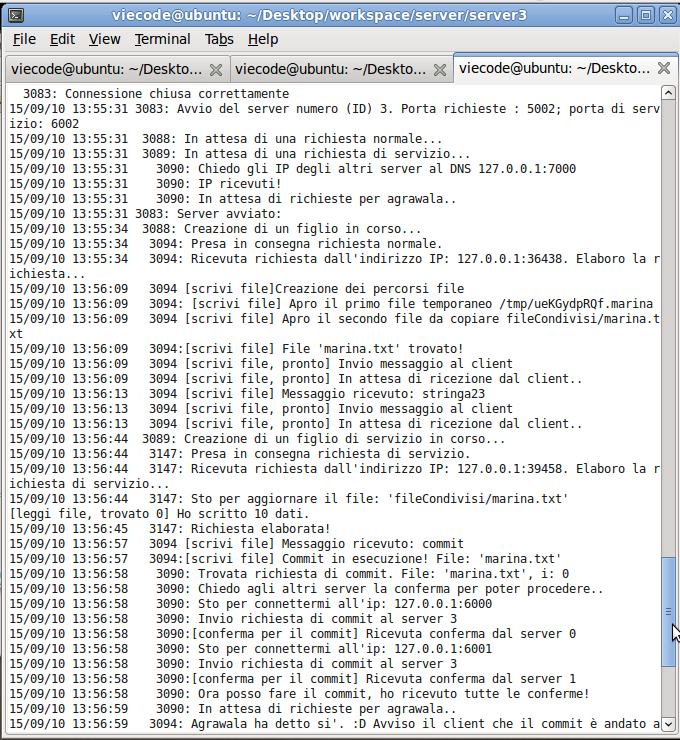 viecode@ubuntu: ~/Desktop/workspace/server/server3
File Edit View Terminal Tabs Help
viecode@ubuntu: ~/Deskto... viecode@ubuntu: ~/Deskto... viecode@ubuntu: ~/Deskto...
3083: Connessione chiusa correttamente
15/09/10 13:55:31 3083: Avvio del server numero (ID) 3. Porta richieste : 5002; porta di serv
izio: 6002
15/09/10 13:55:31 3088: In attesa di una richiesta normale...
15/09/10 13:55:31 3089: In attesa di una richiesta di servizio...
15/09/10 13:55:31 3090: Chiedo gli IP degli altri server al DNS 127.0.0.1:7000
15/09/10 13:55:31 3090: IP ricevuti!
15/09/10 13:55:31 3090: In attesa di richieste per agrawala..
15/09/10 13:55:31 3083: Server avviato:
15/09/10 13:55:34 3088: Creazione di un figlio in corso...
15/09/10 13:55:34 3094: Presa in consegna richiesta normale.
15/09/10 13:55:34 3094: Ricevuta richiesta dall'indirizzo IP: 127.0.0.1:36438. Elaboro la r
ichiesta...
15/09/10 13:56:09 3094 [scrivi file]Creazione dei percorsi file
15/09/10 13:56:09 3094: [scrivi file] Apro il primo file temporaneo /tmp/ueKGydpRQf.marina
15/09/10 13:56:09 3094 [scrivi file] Apro il secondo file da copiare fileCondivisi/marina.t
xt
15/09/10 13:56:09 3094:[scrivi file] File 'marina.txt' trovato!
15/09/10 13:56:09 3094 [scrivi file, pronto] Invio messaggio al client
15/09/10 13:56:09 3094 [scrivi file, pronto] In attesa di ricezione dal client..
15/09/10 13:56:13 3094 [scrivi file] Messaggio ricevuto: stringa23
15/09/10 13:56:13 3094 [scrivi file, pronto] Invio messaggio al client
15/09/10 13:56:13 3094 [scrivi file, pronto] In attesa di ricezione dal client..
15/09/10 13:56:44 3089: Creazione di un figlio di servizio in corso...
15/09/10 13:56:44 3147: Presa in consegna richiesta di servizio.
15/09/10 13:56:44 3147: Ricevuta richiesta dall'indirizzo IP: 127.0.0.1:39458. Elaboro la r
ichiesta di servizio...
15/09/10 13:56:44 3147: Sto per aggiornare il file: 'fileCondivisi/marina.txt'
[leggi file, trovato 0] Ho scritto 10 dati.
15/09/10 13:56:45 3147: Richiesta elaborata!
15/09/10 13:56:57 3094 [scrivi file] Messaggio ricevuto: commit
15/09/10 13:56:57 3094:[scrivi file] Commit in esecuzione! File: 'marina.txt'
15/09/10 13:56:58 3090: Trovata richiesta di commit. File: 'marina.txt', i: 0
15/09/10 13:56:58 3090: Chiedo agli altri server la conferma per poter procedere..
15/09/10 13:56:58 3090: Sto per connettermi all'ip: 127.0.0.1:6000
15/09/10 13:56:58 3090: Invio richiesta di commit al server 3
15/09/10 13:56:58 3090:[conferma per il commit] Ricevuta conferma dal server 0
15/09/10 13:56:58 3090: Sto per connettermi all'ip: 127.0.0.1:6001
15/09/10 13:56:58 3090: Invio richiesta di commit al server 3
15/09/10 13:56:58 3090:[conferma per il commit] Ricevuta conferma dal server 1
15/09/10 13:56:58 3090: Ora posso fare il commit, ho ricevuto tutte le conferme!
15/09/10 13:56:59 3090: In attesa di richieste per agrawala..
15/09/10 13:56:59 3094: Agrawala ha detto si'. :D Avviso il client che il commit è andato a